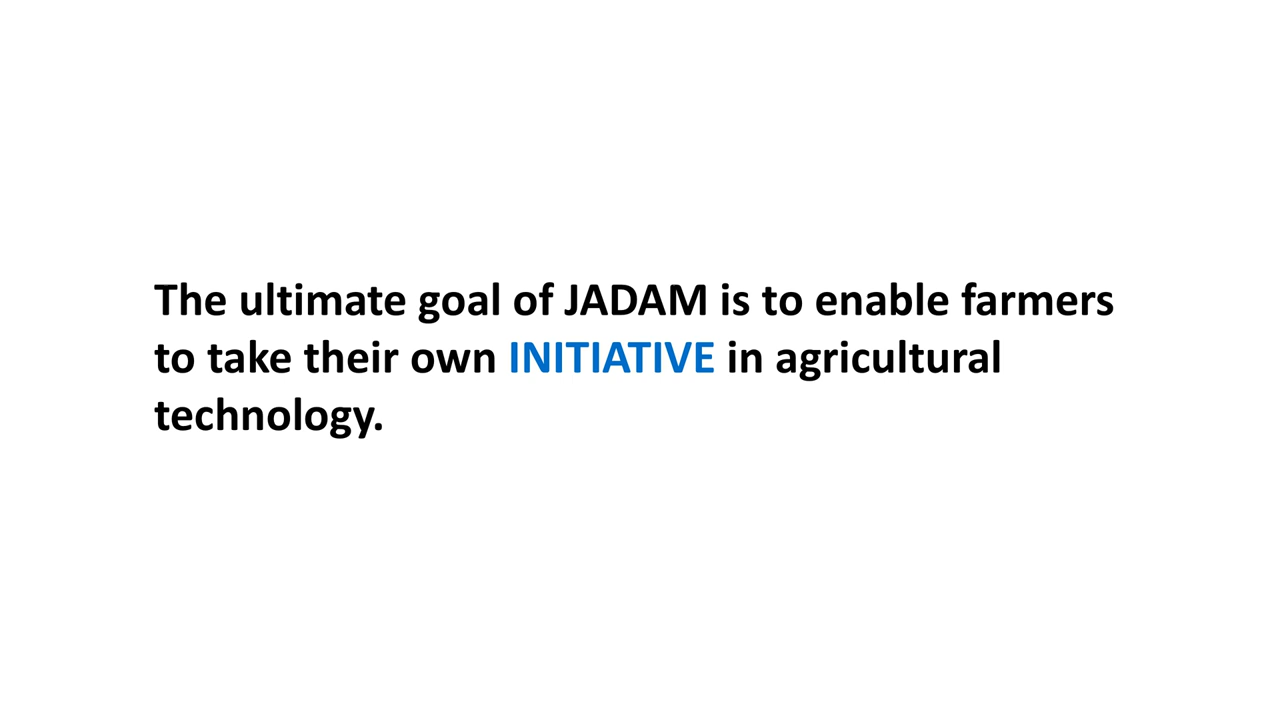 The ultimate goal of JADAM is to enable farmers
to take their own INITIATIVE in agricultural
technology.